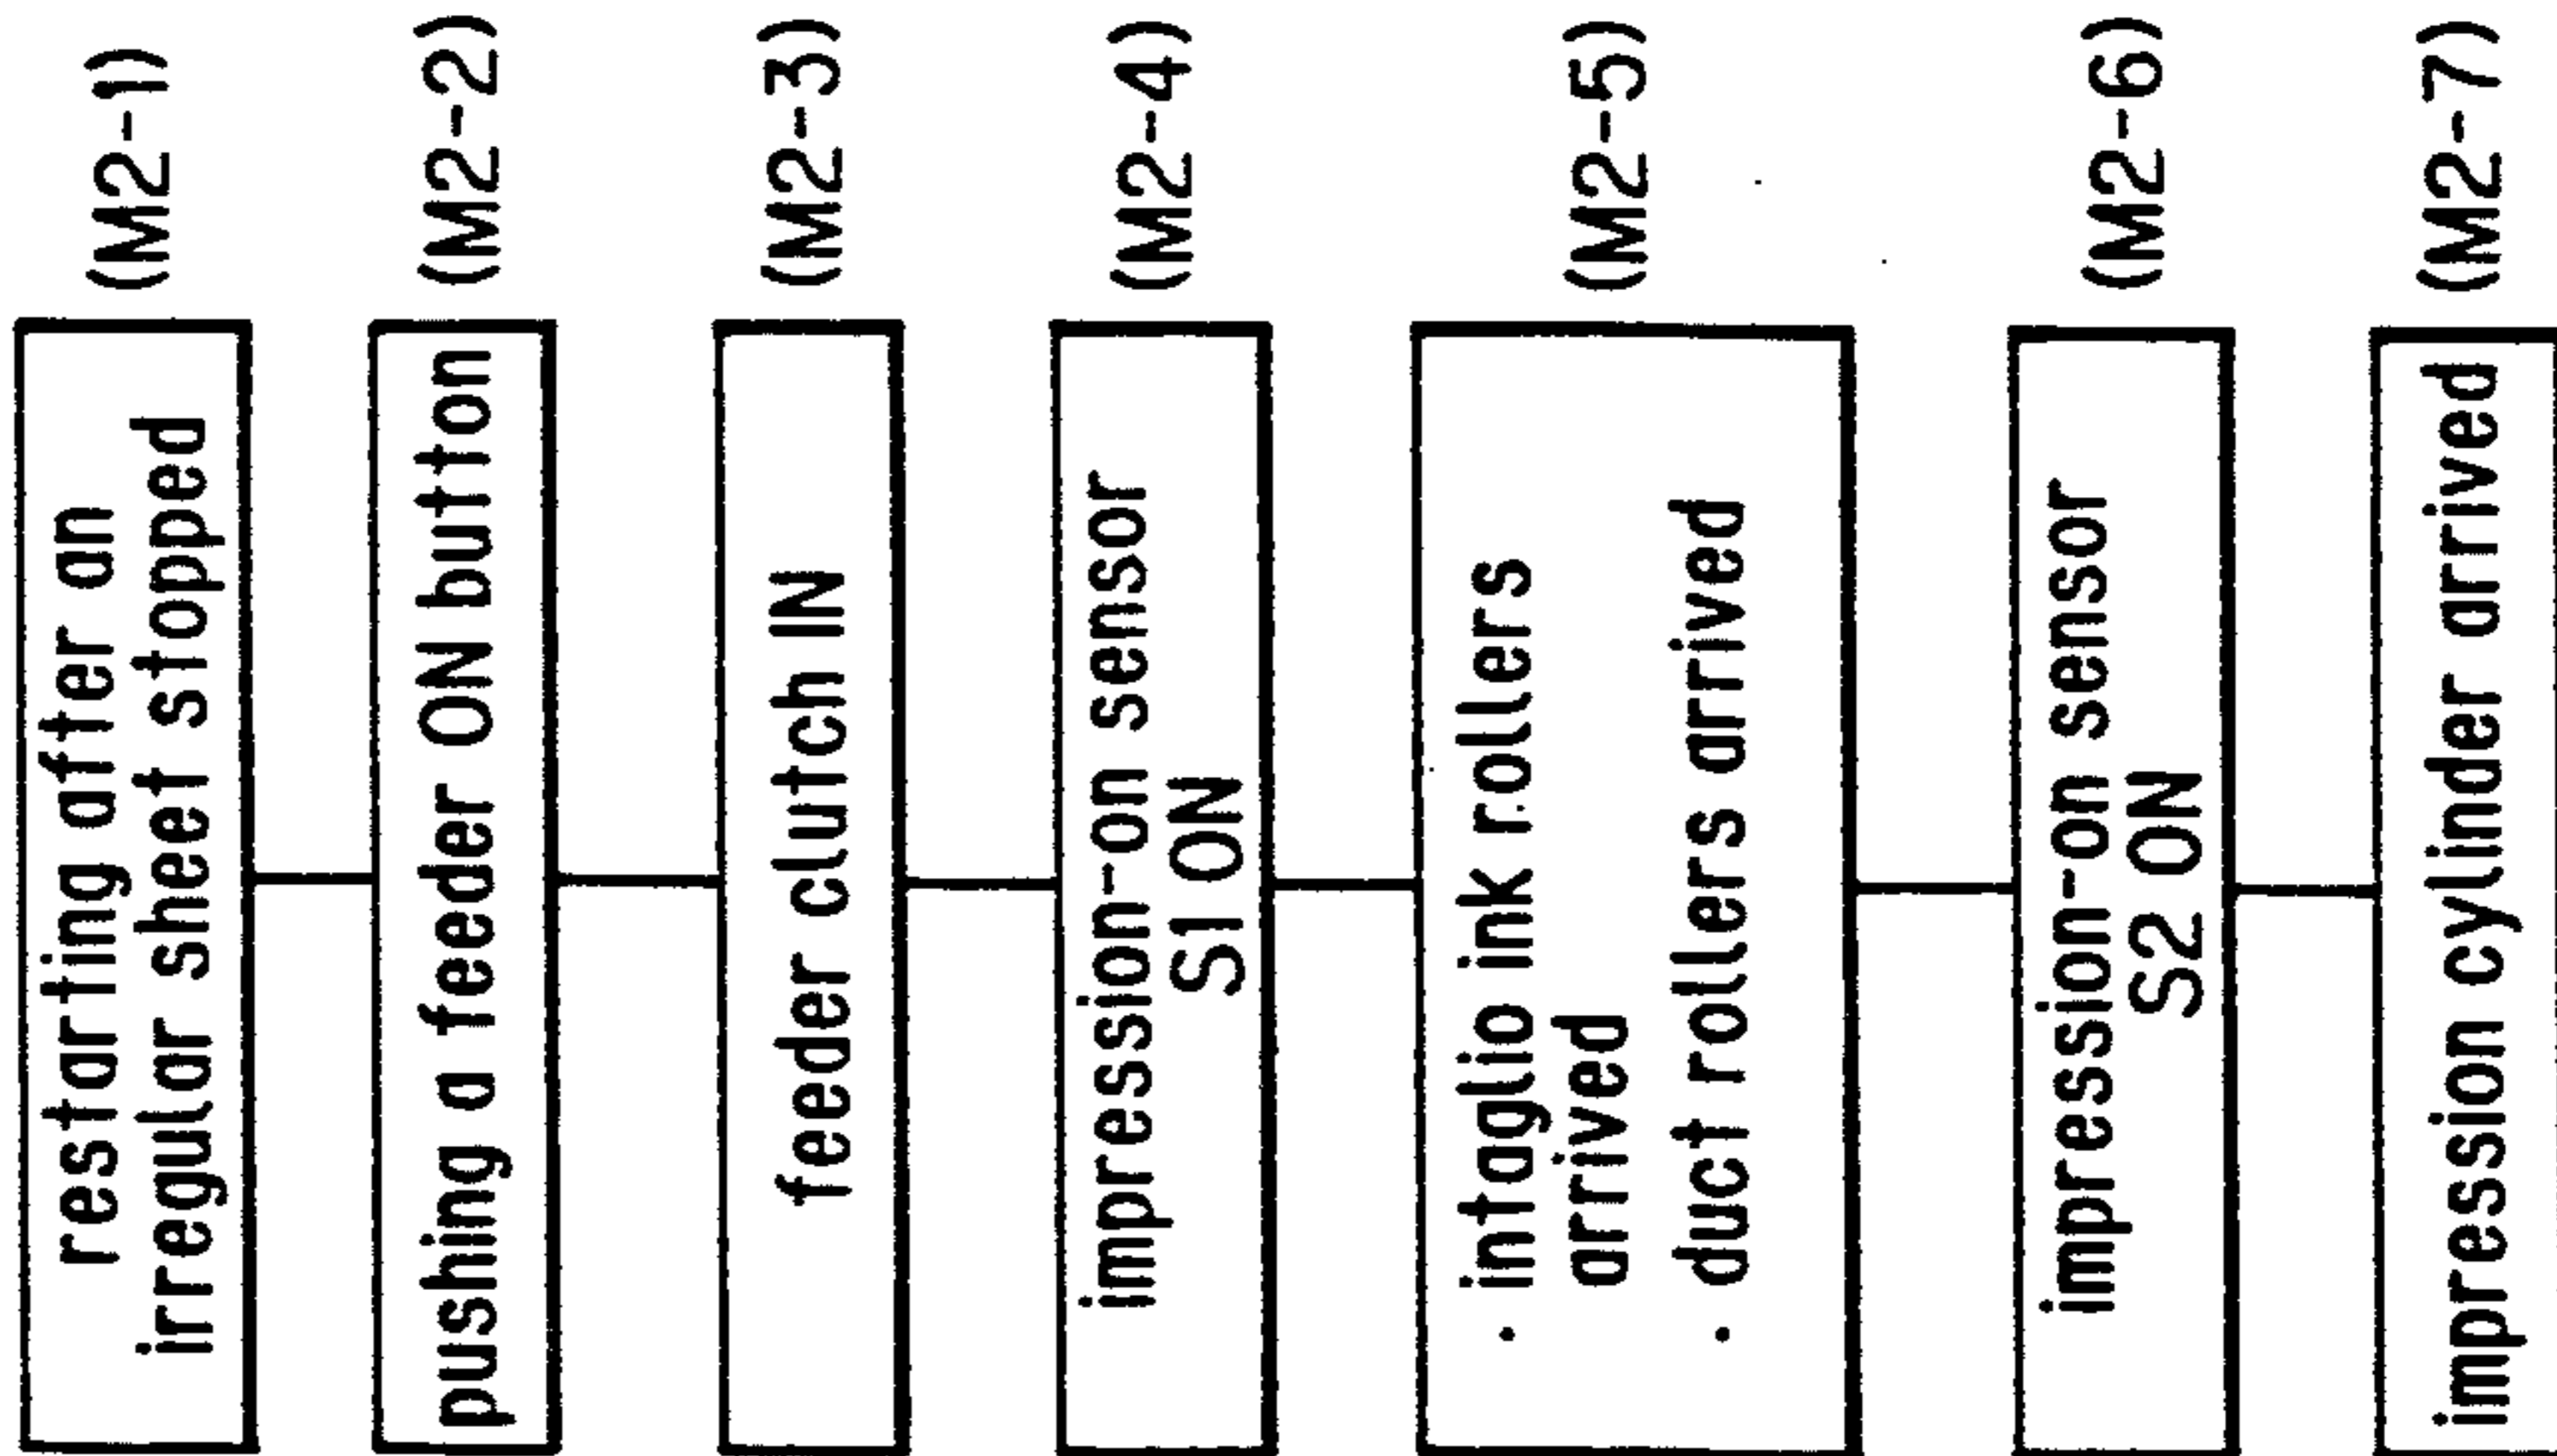 restarting after an
irregular sheet stopped
(M2-1)
pushing a feeder ON button
(M2-2)
feeder clutch IN
(M2-3)
impression-on sensor
S1 ON
(M2-4)
· intaglio ink rollers
arrived
· duct rollers arrived
(M2-5)
impression-on sensor
S2 ON
(M2-6)
impression cylinder arrived
(M2-7)